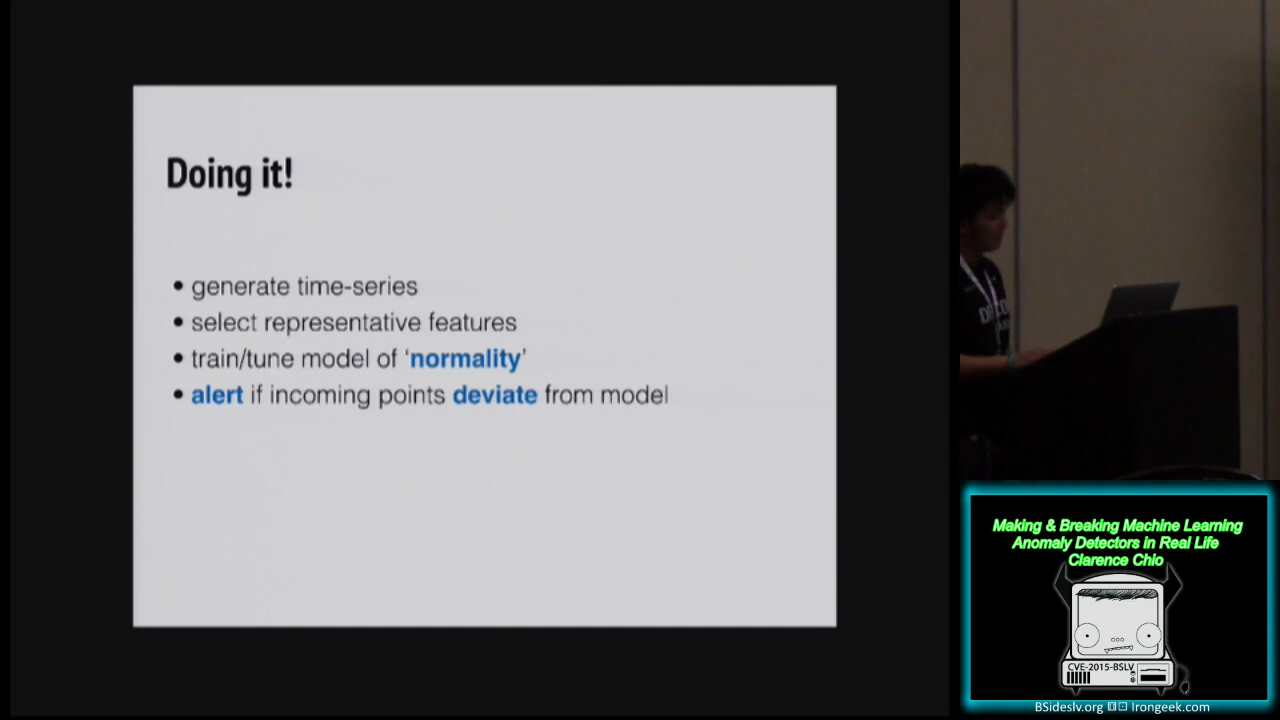 Doing it!
• generate time-series
• select representative features
• train/tune model of ‘normality’
• alert if incoming points deviate from model
Making & Breaking Machine Learning
Anomaly Detectors in Real Life
Clarence Chio
CVE-2015-BSLV
BSideslv.org
Irongeek.com